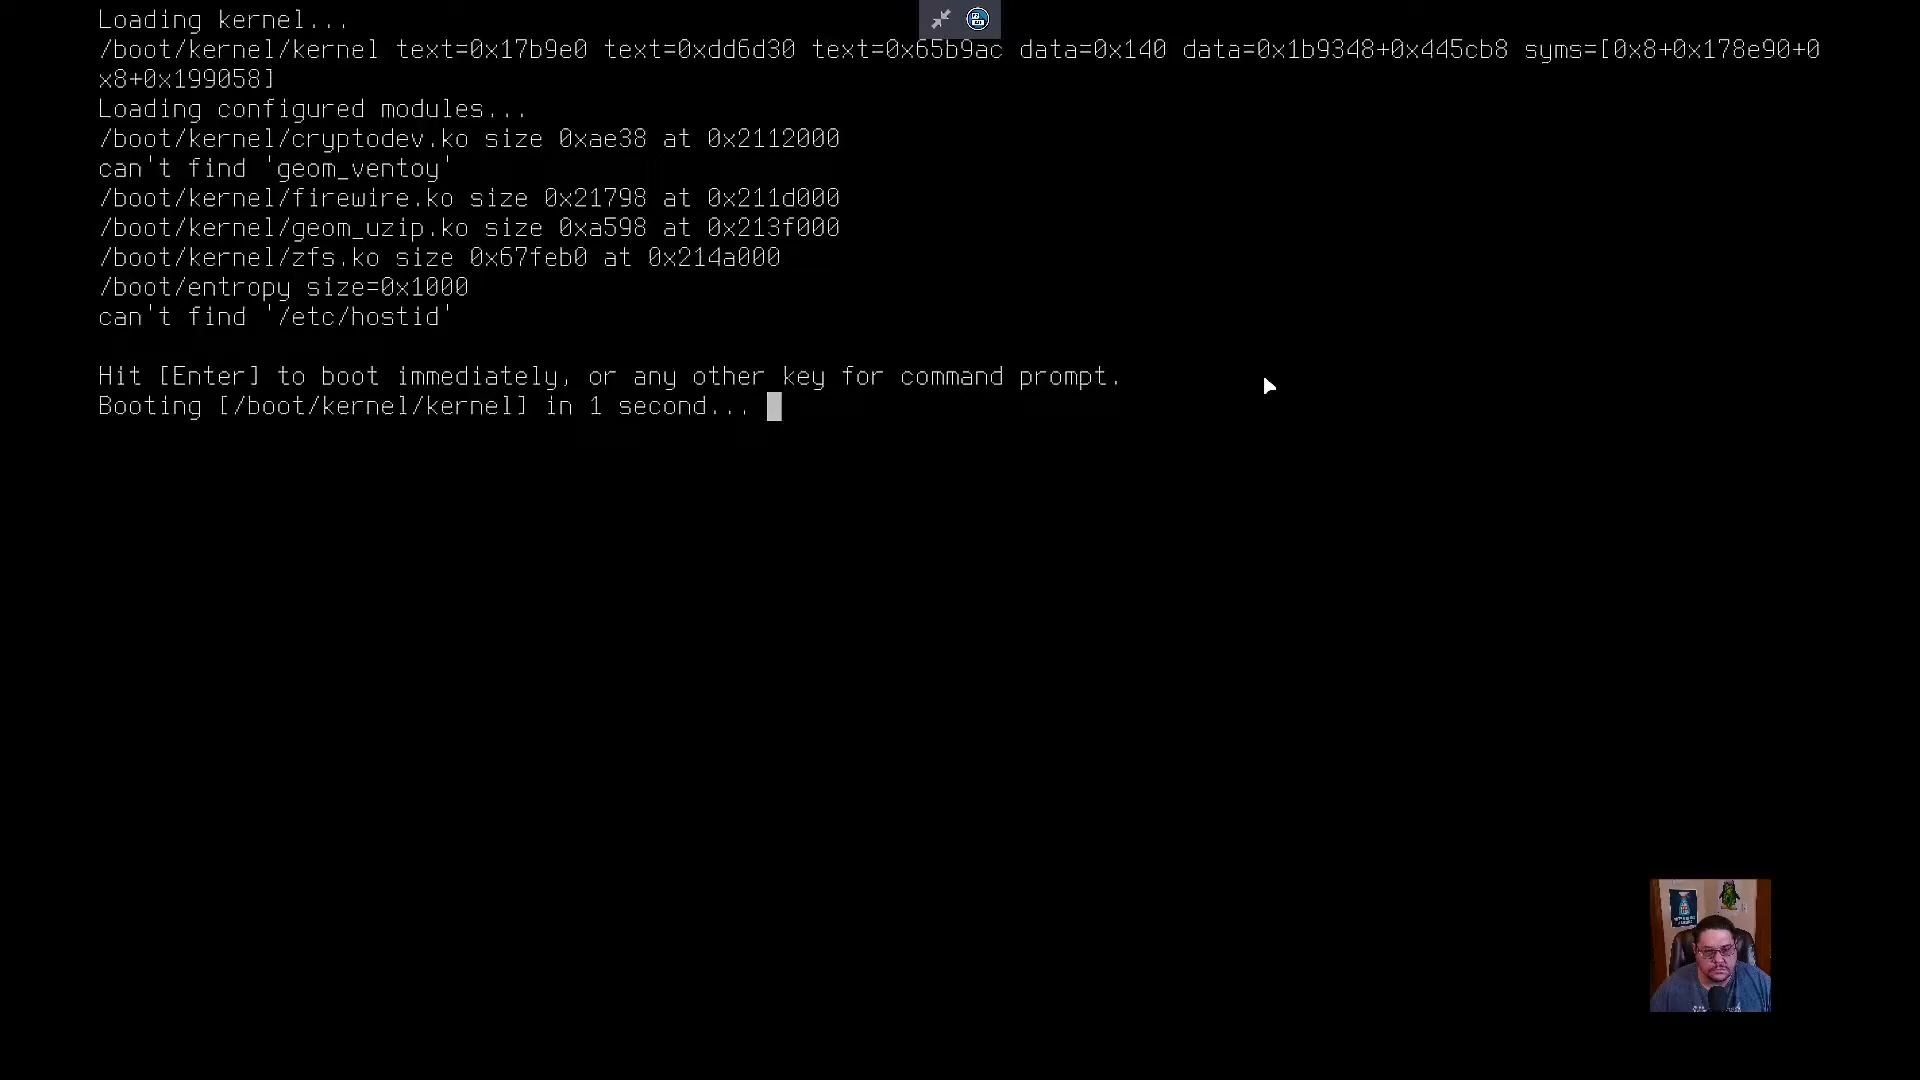 Loading kernel...
/boot/kernel/kernel text=0x17b9e0 text=0xdd6d30 text=0x65b9ac data=0x140 data=0x1b9348+0x445cb8 syms=[0x8+0x178e90+0
x8+0x199058]
Loading configured modules...
/boot/kernel/cryptodev.ko size 0xae38 at 0x2112000
can't find 'geom_ventoy'
/boot/kernel/firewire.ko size 0x21798 at 0x211d000
/boot/kernel/geom_uzip.ko size 0xa598 at 0x213f000
/boot/kernel/zfs.ko size 0x67feb0 at 0x214a000
/boot/entropy size=0x1000
can't find '/etc/hostid'
Hit [Enter] to boot immediately, or any other key for command prompt.
Booting [/boot/kernel/kernel] in 1 second...